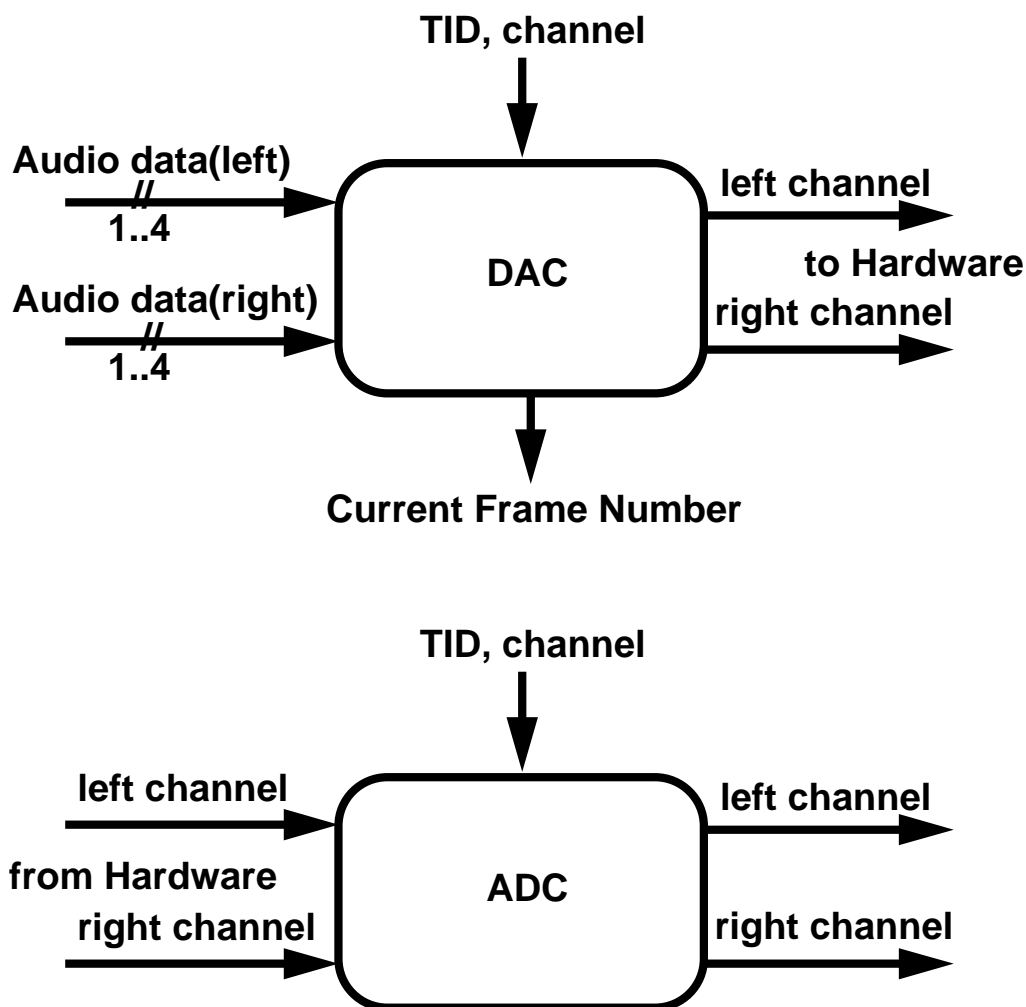 TID, channel
Audio data(left)
1..4
left channel
DAC
to Hardware
Audio data(right)
1..4
right channel
Current Frame Number
TID, channel
left channel
left channel
from Hardware
ADC
right channel
right channel